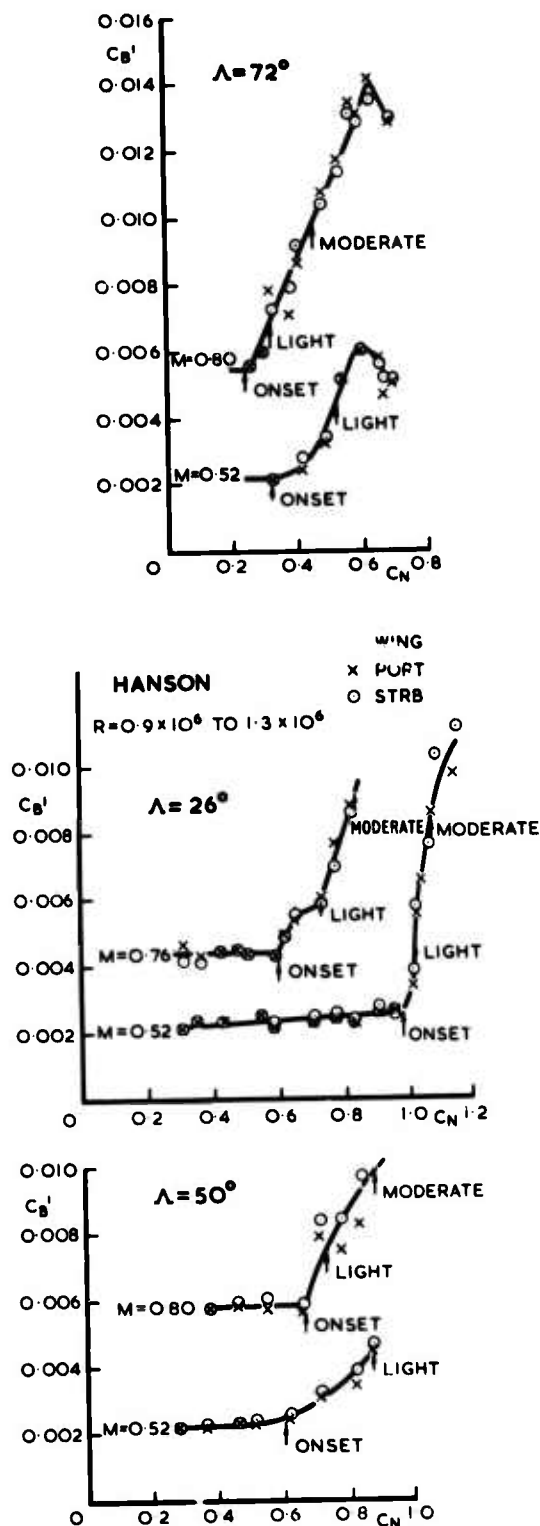 0·016
C_B'
Λ=72°
0·014
0·012
0·010
MODERATE
0·008
LIGHT
0·006
M=0·80
ONSET
0·004
LIGHT
M=0·52
0·002
ONSET
0 0·2 0·4 0·6 0·8
C_N
WING
× PORT
HANSON
⊙ STRB
R=0·9×10⁶ TO 1·3×10⁶
0·010
C_B'
Λ=26°
0·008
MODERATE MODERATE
0·006
LIGHT
LIGHT
M=0·76
0·004
ONSET
M=0·52
0·002
ONSET
0 0·2 0·4 0·6 0·8 1·0 C_N 1·2
0·010
C_B'
Λ=50°
MODERATE
0·008
LIGHT
0·006
M=0·80
ONSET
0·004
LIGHT
M=0·52
0·002
ONSET
0 0·2 0·4 0·6 0·8 1·0
C_N